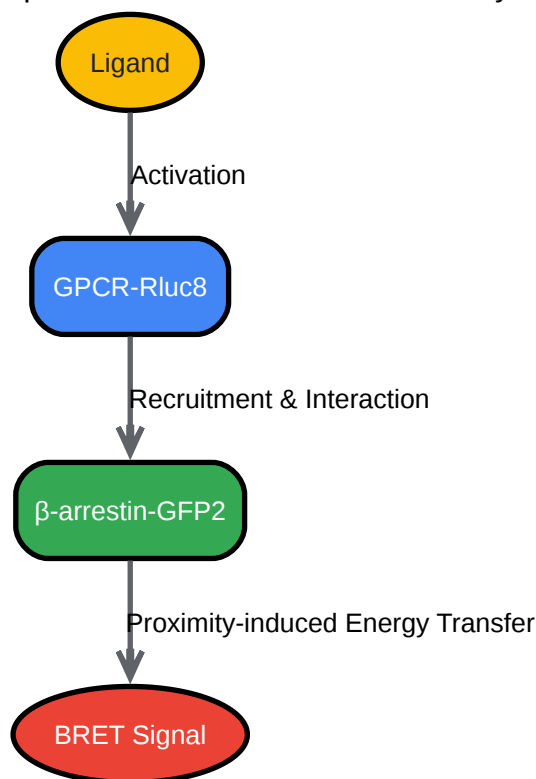 Ligand
Activation
GPCR-Rluc8
Recruitment & Interaction
β-arrestin-GFP2
Proximity-induced Energy Transfer
BRET Signal